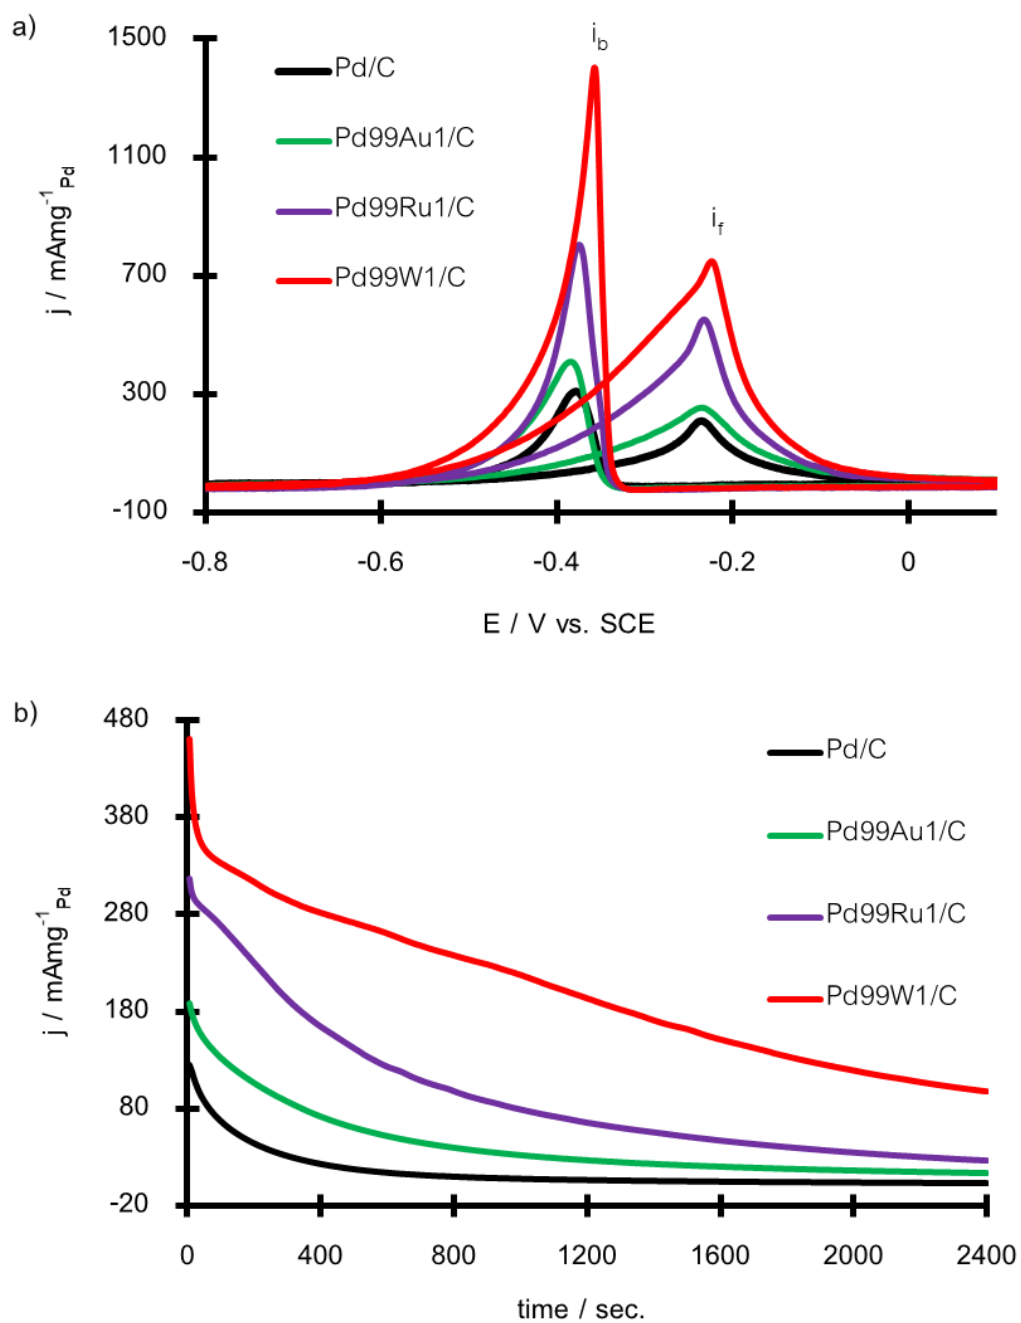 a)
1500
1100
700
300
-100
j / mAmg⁻¹ Pd
i_b
i_f
Pd/C
Pd99Au1/C
Pd99Ru1/C
Pd99W1/C
-0.8 -0.6 -0.4 -0.2 0
E / V vs. SCE
b)
480
380
280
180
80
-20
j / mAmg⁻¹ Pd
Pd/C
Pd99Au1/C
Pd99Ru1/C
Pd99W1/C
0 400 800 1200 1600 2000 2400
time / sec.